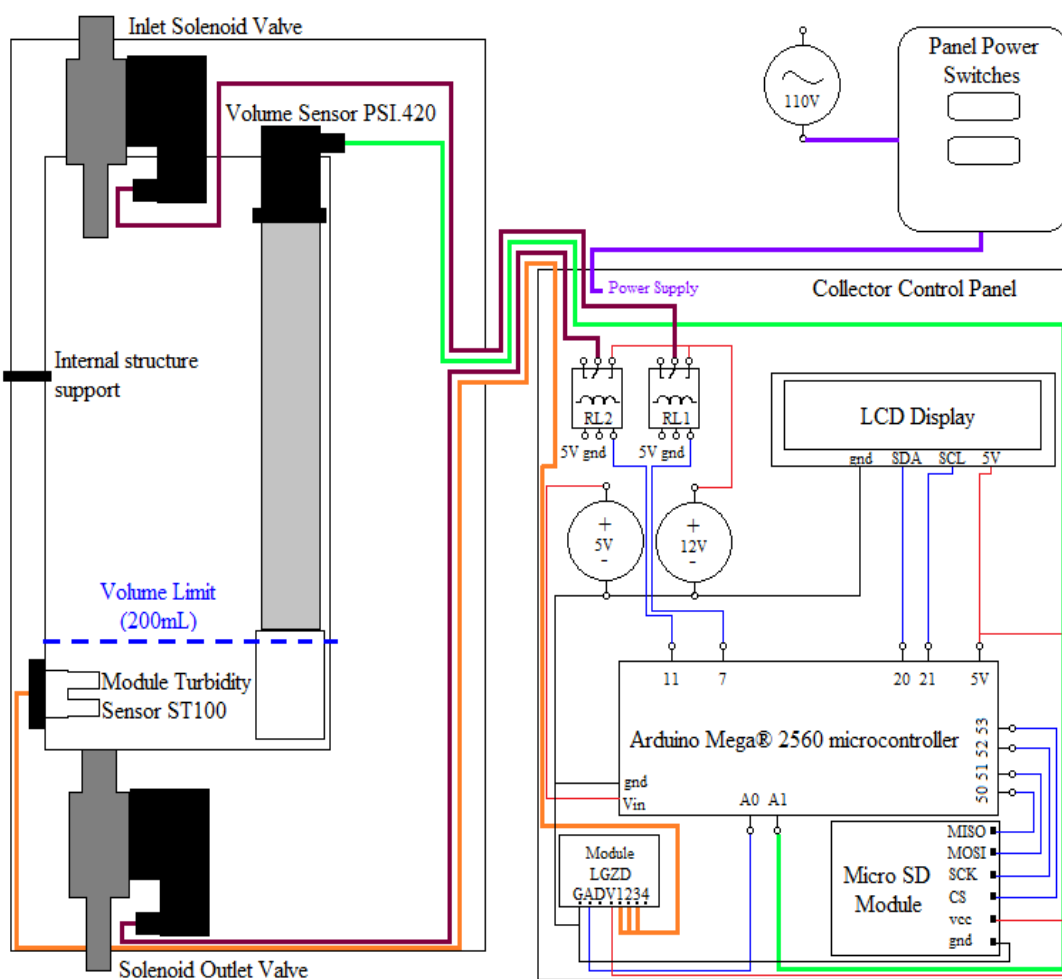 Inlet Solenoid Valve
Volume Sensor PSI.420
Internal structure
support
Volume Limit
(200mL)
Module Turbidity
Sensor ST100
Solenoid Outlet Valve
110V
Panel Power
Switches
Power Supply
Collector Control Panel
RL2
RL1
5V gnd
5V gnd
LCD Display
gnd SDA SCL 5V
+
5V
-
+
12V
-
11 7 20 21 5V
Arduino Mega® 2560 microcontroller
53
52
51
50
gnd
Vin
A0 A1
Module
LGZD
GADV1234
Micro SD
Module
MISO
MOSI
SCK
CS
vcc
gnd